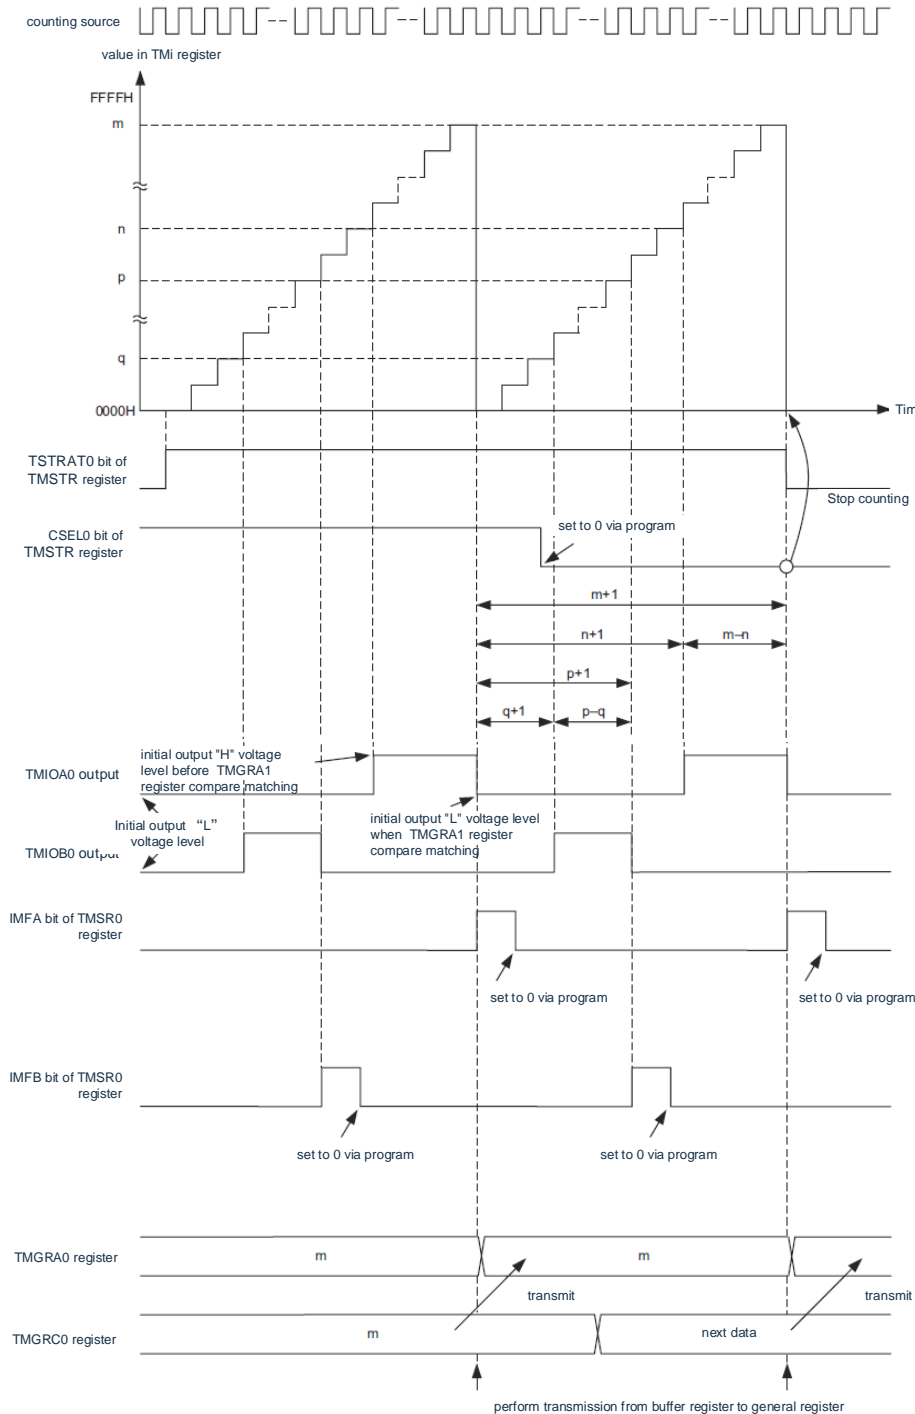 counting source
value in TMi register
FFFFH
m
n
p
q
0000H
Tim
TSTRAT0 bit of
TMSTR register
Stop counting
CSEL0 bit of
TMSTR register
set to 0 via program
m+1
n+1
m−n
p+1
q+1
p−q
TMIOA0 output
initial output "H" voltage
level before TMGRA1
register compare matching
initial output "L" voltage level
when TMGRA1 register
compare matching
Initial output “L”
voltage level
TMIOB0 output
IMFA bit of TMSR0
register
set to 0 via program
set to 0 via program
IMFB bit of TMSR0
register
set to 0 via program
set to 0 via program
TMGRA0 register
m
m
transmit
transmit
TMGRC0 register
m
next data
perform transmission from buffer register to general register